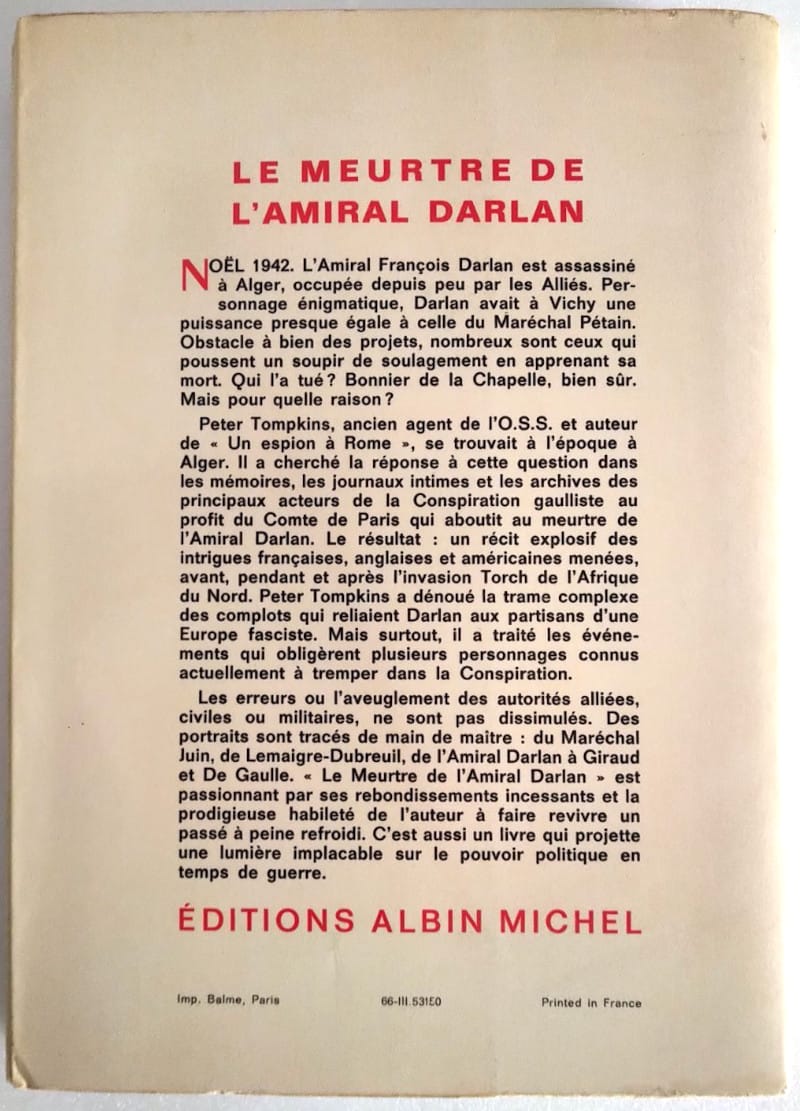 LE MEURTRE DE
L'AMIRAL DARLAN
NOËL 1942. L'Amiral François Darlan est assassiné
à Alger, occupée depuis peu par les Alliés. Per-
sonnage énigmatique, Darlan avait à Vichy une
puissance presque égale à celle du Maréchal Pétain.
Obstacle à bien des projets, nombreux sont ceux qui
poussent un soupir de soulagement en apprenant sa
mort. Qui l'a tué ? Bonnier de la Chapelle, bien sûr.
Mais pour quelle raison ?
Peter Tompkins, ancien agent de l'O.S.S. et auteur
de « Un espion à Rome », se trouvait à l'époque à
Alger. Il a cherché la réponse à cette question dans
les mémoires, les journaux intimes et les archives des
principaux acteurs de la Conspiration gaulliste au
profit du Comte de Paris qui aboutit au meurtre de
l'Amiral Darlan. Le résultat : un récit explosif des
intrigues françaises, anglaises et américaines menées,
avant, pendant et après l'invasion Torch de l'Afrique
du Nord. Peter Tompkins a dénoué la trame complexe
des complots qui reliaient Darlan aux partisans d'une
Europe fasciste. Mais surtout, il a traité les événe-
ments qui obligèrent plusieurs personnages connus
actuellement à tremper dans la Conspiration.
Les erreurs ou l'aveuglement des autorités alliées,
civiles ou militaires, ne sont pas dissimulés. Des
portraits sont tracés de main de maître : du Maréchal
Juin, de Lemaigre-Dubreuil, de l'Amiral Darlan à Giraud
et De Gaulle. « Le Meurtre de l'Amiral Darlan » est
passionnant par ses rebondissements incessants et la
prodigieuse habileté de l'auteur à faire revivre un
passé à peine refroidi. C'est aussi un livre qui projette
une lumière implacable sur le pouvoir politique en
temps de guerre.
ÉDITIONS ALBIN MICHEL
Imp. Balme, Paris
Printed in France